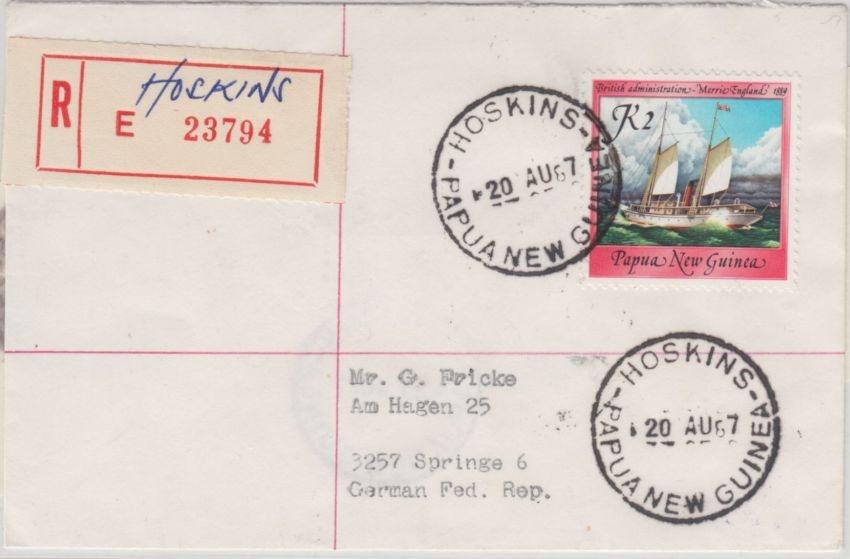 R
HOSKINS
E 23794
HOSKINS-
-PAPUA NEW GUINEA
20 AU 87
British administration - 'Merrie England' 1889
K2
Papua New Guinea
Mr. G. Fricke
Am Hagen 25
3257 Springe 6
German Fed. Rep.
HOSKINS-
-PAPUA NEW GUINEA
20 AU 87